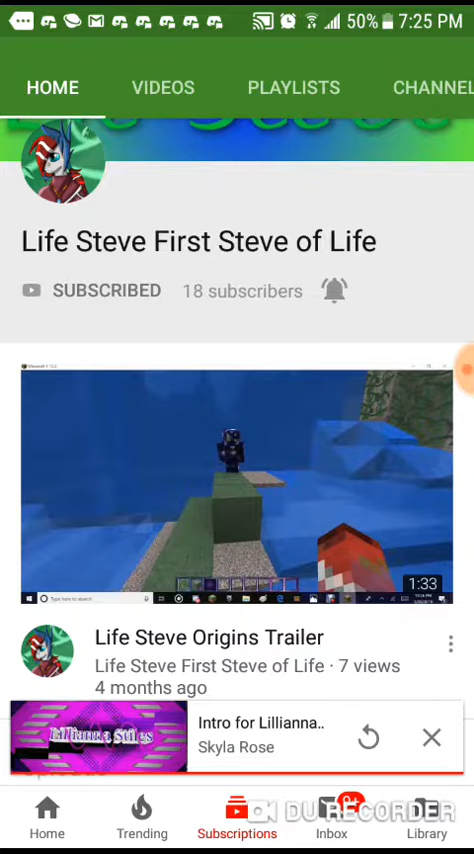 50% 7:25 PM
HOME VIDEOS PLAYLISTS CHANNEL
Life Steve First Steve of Life
SUBSCRIBED 18 subscribers
1:33
Life Steve Origins Trailer
Life Steve First Steve of Life · 7 views
4 months ago
Lillianna Stiles
Intro for Lillianna..
Skyla Rose
9+
DU RECORDER
Home Trending Subscriptions Inbox Library